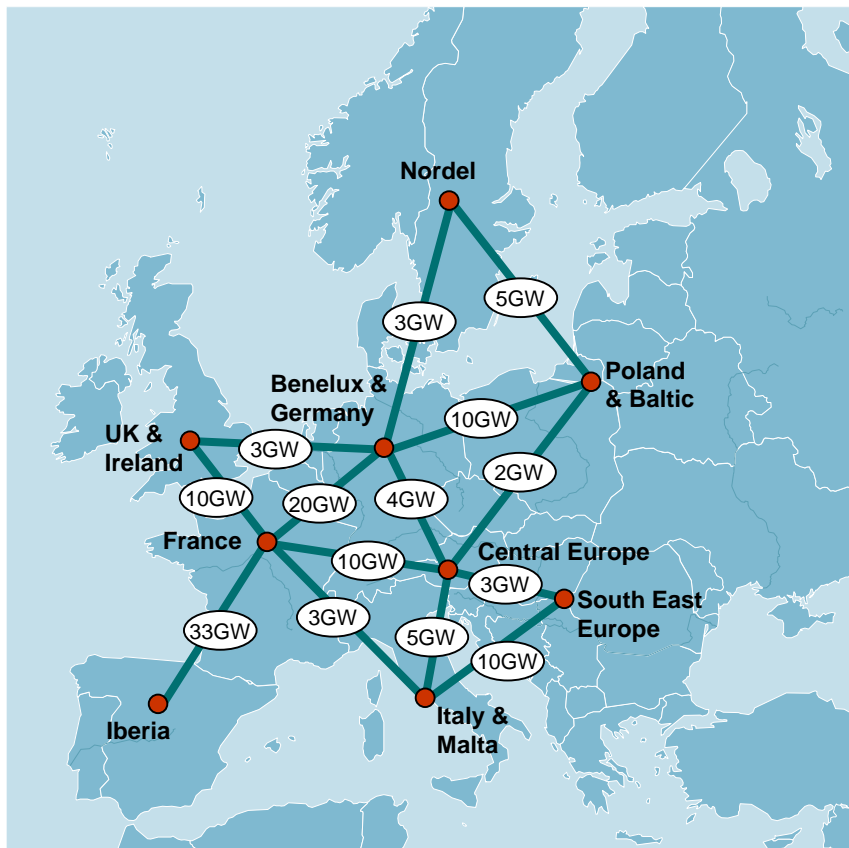 Nordel
5GW
3GW
Poland
& Baltic
Benelux &
Germany
10GW
UK &
Ireland
3GW
2GW
10GW
20GW
4GW
France
Central Europe
10GW
3GW
South East
Europe
3GW
33GW
5GW
10GW
Iberia
Italy &
Malta